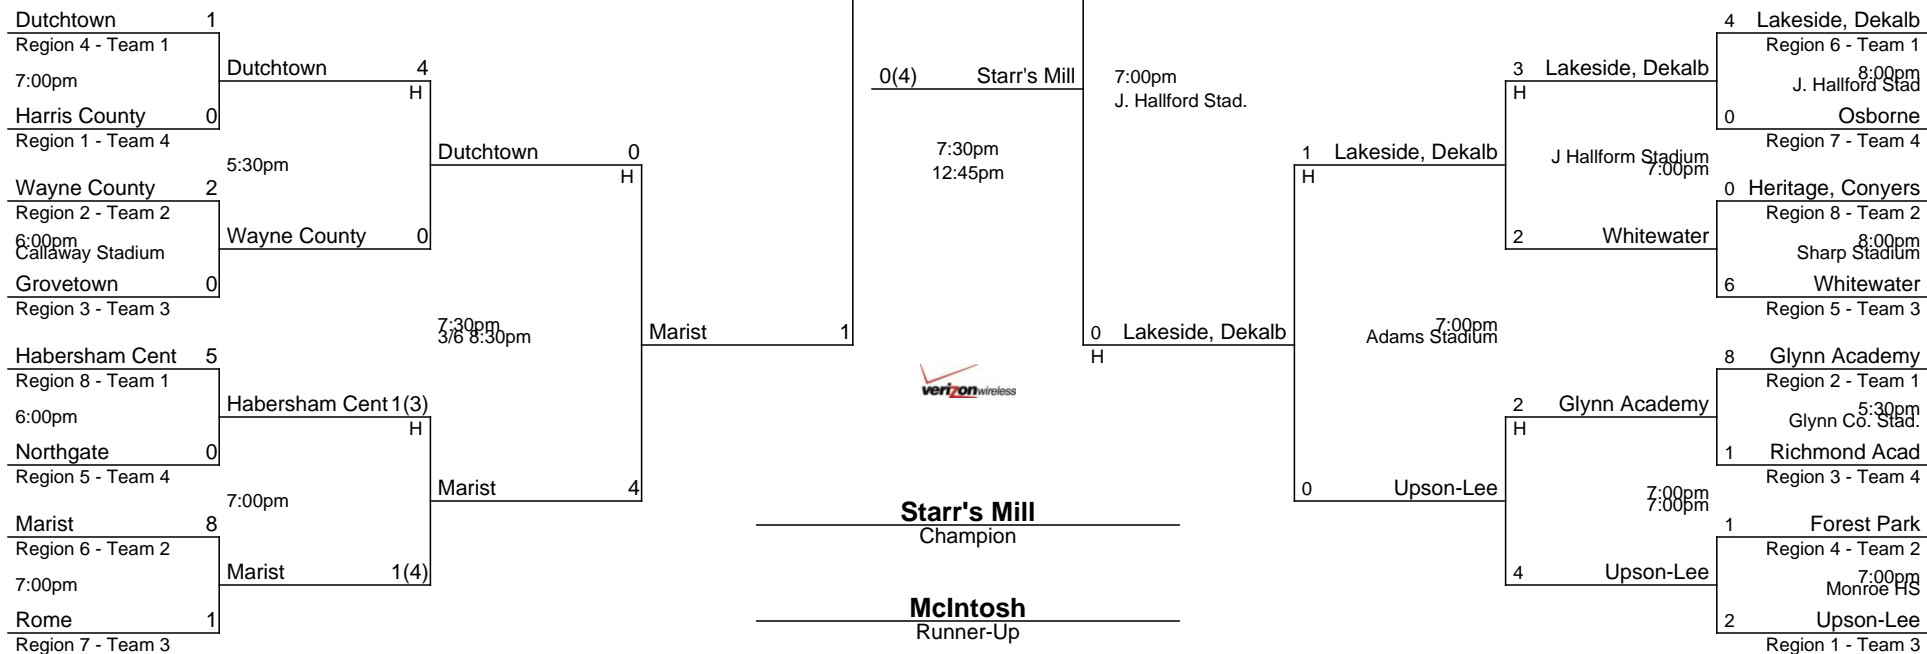 Dutchtown 1
Region 4 - Team 1
7:00pm
Harris County 0
Region 1 - Team 4
Wayne County 2
Region 2 - Team 2
6:00pm
Callaway Stadium
Grovetown 0
Region 3 - Team 3
Habersham Cent 5
Region 8 - Team 1
6:00pm
Northgate 0
Region 5 - Team 4
Marist 8
Region 6 - Team 2
7:00pm
Rome 1
Region 7 - Team 3
Dutchtown 4
H
5:30pm
Wayne County 0
Habersham Cent 1(3)
H
7:00pm
Marist 1(4)
Dutchtown 0
H
7:30pm
3/6 8:30pm
Marist 4
Marist 1
0(4) Starr's Mill
7:30pm
12:45pm
verizonwireless
Starr's Mill
Champion
McIntosh
Runner-Up
7:00pm
J. Hallford Stad.
0 Lakeside, Dekalb
H
1 Lakeside, Dekalb
H
7:00pm
Adams Stadium
0 Upson-Lee
3 Lakeside, Dekalb
H
J Hallform Stadium
7:00pm
2 Whitewater
2 Glynn Academy
H
7:00pm
7:00pm
4 Upson-Lee
4 Lakeside, Dekalb
Region 6 - Team 1
8:00pm
J. Hallford Stad
0 Osborne
Region 7 - Team 4
0 Heritage, Conyers
Region 8 - Team 2
8:00pm
Sharp Stadium
6 Whitewater
Region 5 - Team 3
8 Glynn Academy
Region 2 - Team 1
5:30pm
Glynn Co. Stad.
1 Richmond Acad
Region 3 - Team 4
1 Forest Park
Region 4 - Team 2
7:00pm
Monroe HS
2 Upson-Lee
Region 1 - Team 3